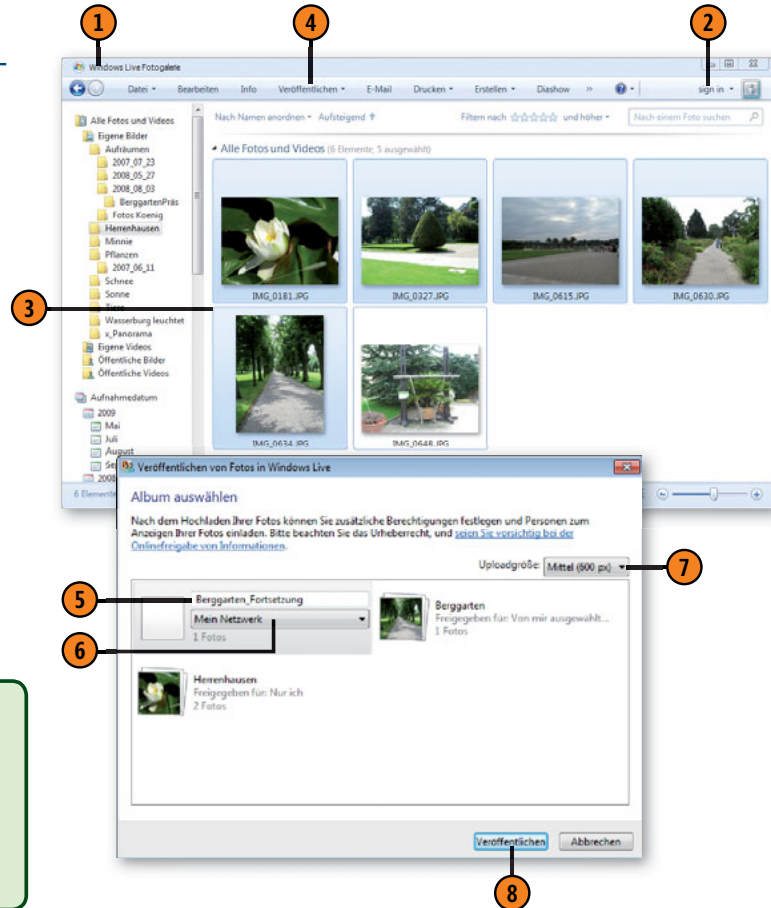 1
4
2
Windows Live Fotogalerie
Datei Bearbeiten Info Veröffentlichen E-Mail Drucken Erstellen Diashow » sign in
Alle Fotos und Videos
Eigene Bilder
Aufräumen
2007_07_23
2008_05_27
2008_08_03
BerggartenPräs
Fotos Koenig
Herrenhausen
Minnie
Pflanzen
2007_06_11
Schnee
Sonne
Wasserburg leuchtet
x_Panorama
Eigene Videos
Öffentliche Bilder
Öffentliche Videos
Aufnahmedatum
2009
Mai
Juli
August
2008
6 Elemente
Nach Namen anordnen Aufsteigend Filtern nach und höher Nach einem Foto suchen
Alle Fotos und Videos (6 Elemente, 5 ausgewählt)
IMG_0181.JPG IMG_0327.JPG IMG_0615.JPG IMG_0630.JPG
3
IMG_0634.JPG IMG_0648.JPG
Veröffentlichen von Fotos in Windows Live
Album auswählen
Nach dem Hochladen Ihrer Fotos können Sie zusätzliche Berechtigungen festlegen und Personen zum
Anzeigen Ihrer Fotos einladen. Bitte beachten Sie das Urheberrecht, und seien Sie vorsichtig bei der
Onlinefreigabe von Informationen.
Uploadgröße: Mittel (600 px)
7
5
Berggarten_Fortsetzung
Mein Netzwerk
1 Fotos
6
Berggarten
Freigegeben für: Von mir ausgewählt...
1 Fotos
Herrenhausen
Freigegeben für: Nur ich
2 Fotos
Veröffentlichen Abbrechen
8